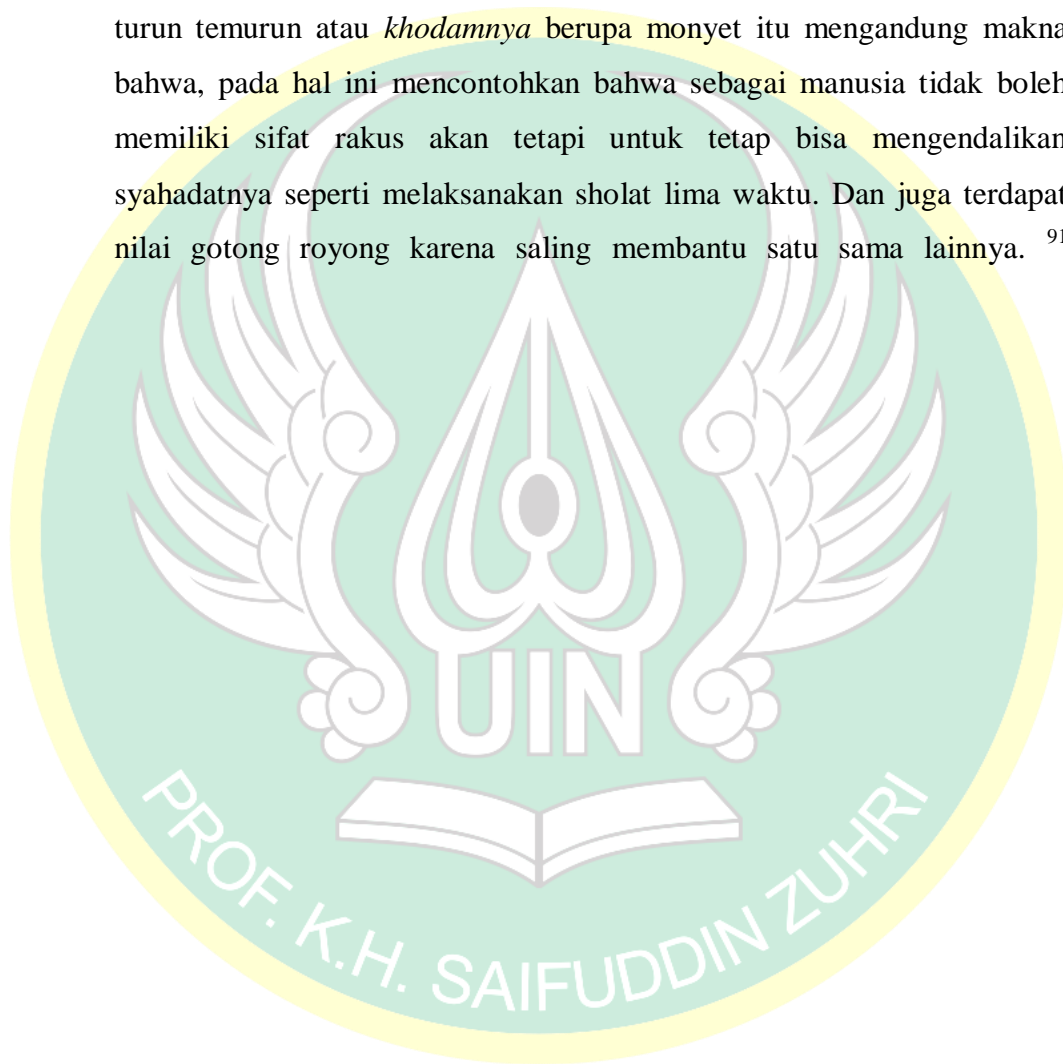 turun temurun atau khodamnya berupa monyet itu mengandung makna
bahwa, pada hal ini mencontohkan bahwa sebagai manusia tidak boleh
memiliki sifat rakus akan tetapi untuk tetap bisa mengendalikan
syahadatnya seperti melaksanakan sholat lima waktu. Dan juga terdapat
nilai gotong royong karena saling membantu satu sama lainnya. 91
UIN
PROF. K.H. SAIFUDDIN ZUHRI